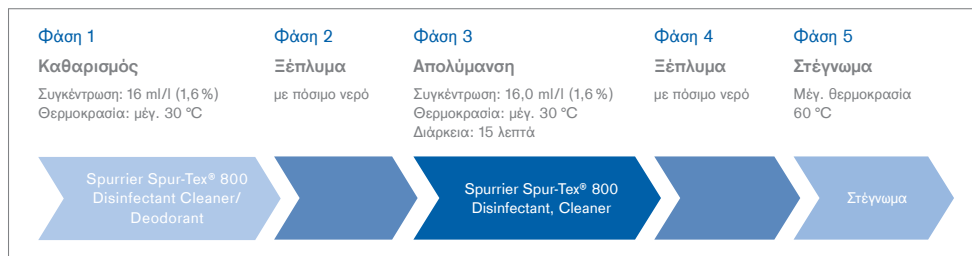 Φάση 1
Καθαρισμός
Συγκέντρωση: 16 ml/l (1,6 %)
Θερμοκρασία: μέγ. 30 °C
Φάση 2
Ξέπλυμα
με πόσιμο νερό
Φάση 3
Απολύμανση
Συγκέντρωση: 16,0 ml/l (1,6 %)
Θερμοκρασία: μέγ. 30 °C
Διάρκεια: 15 λεπτά
Φάση 4
Ξέπλυμα
με πόσιμο νερό
Φάση 5
Στέγνωμα
Μέγ. θερμοκρασία
60 °C
Spurrier Spur-Tex® 800
Disinfectant Cleaner/
Deodorant
Spurrier Spur-Tex® 800
Disinfectant, Cleaner
Στέγνωμα